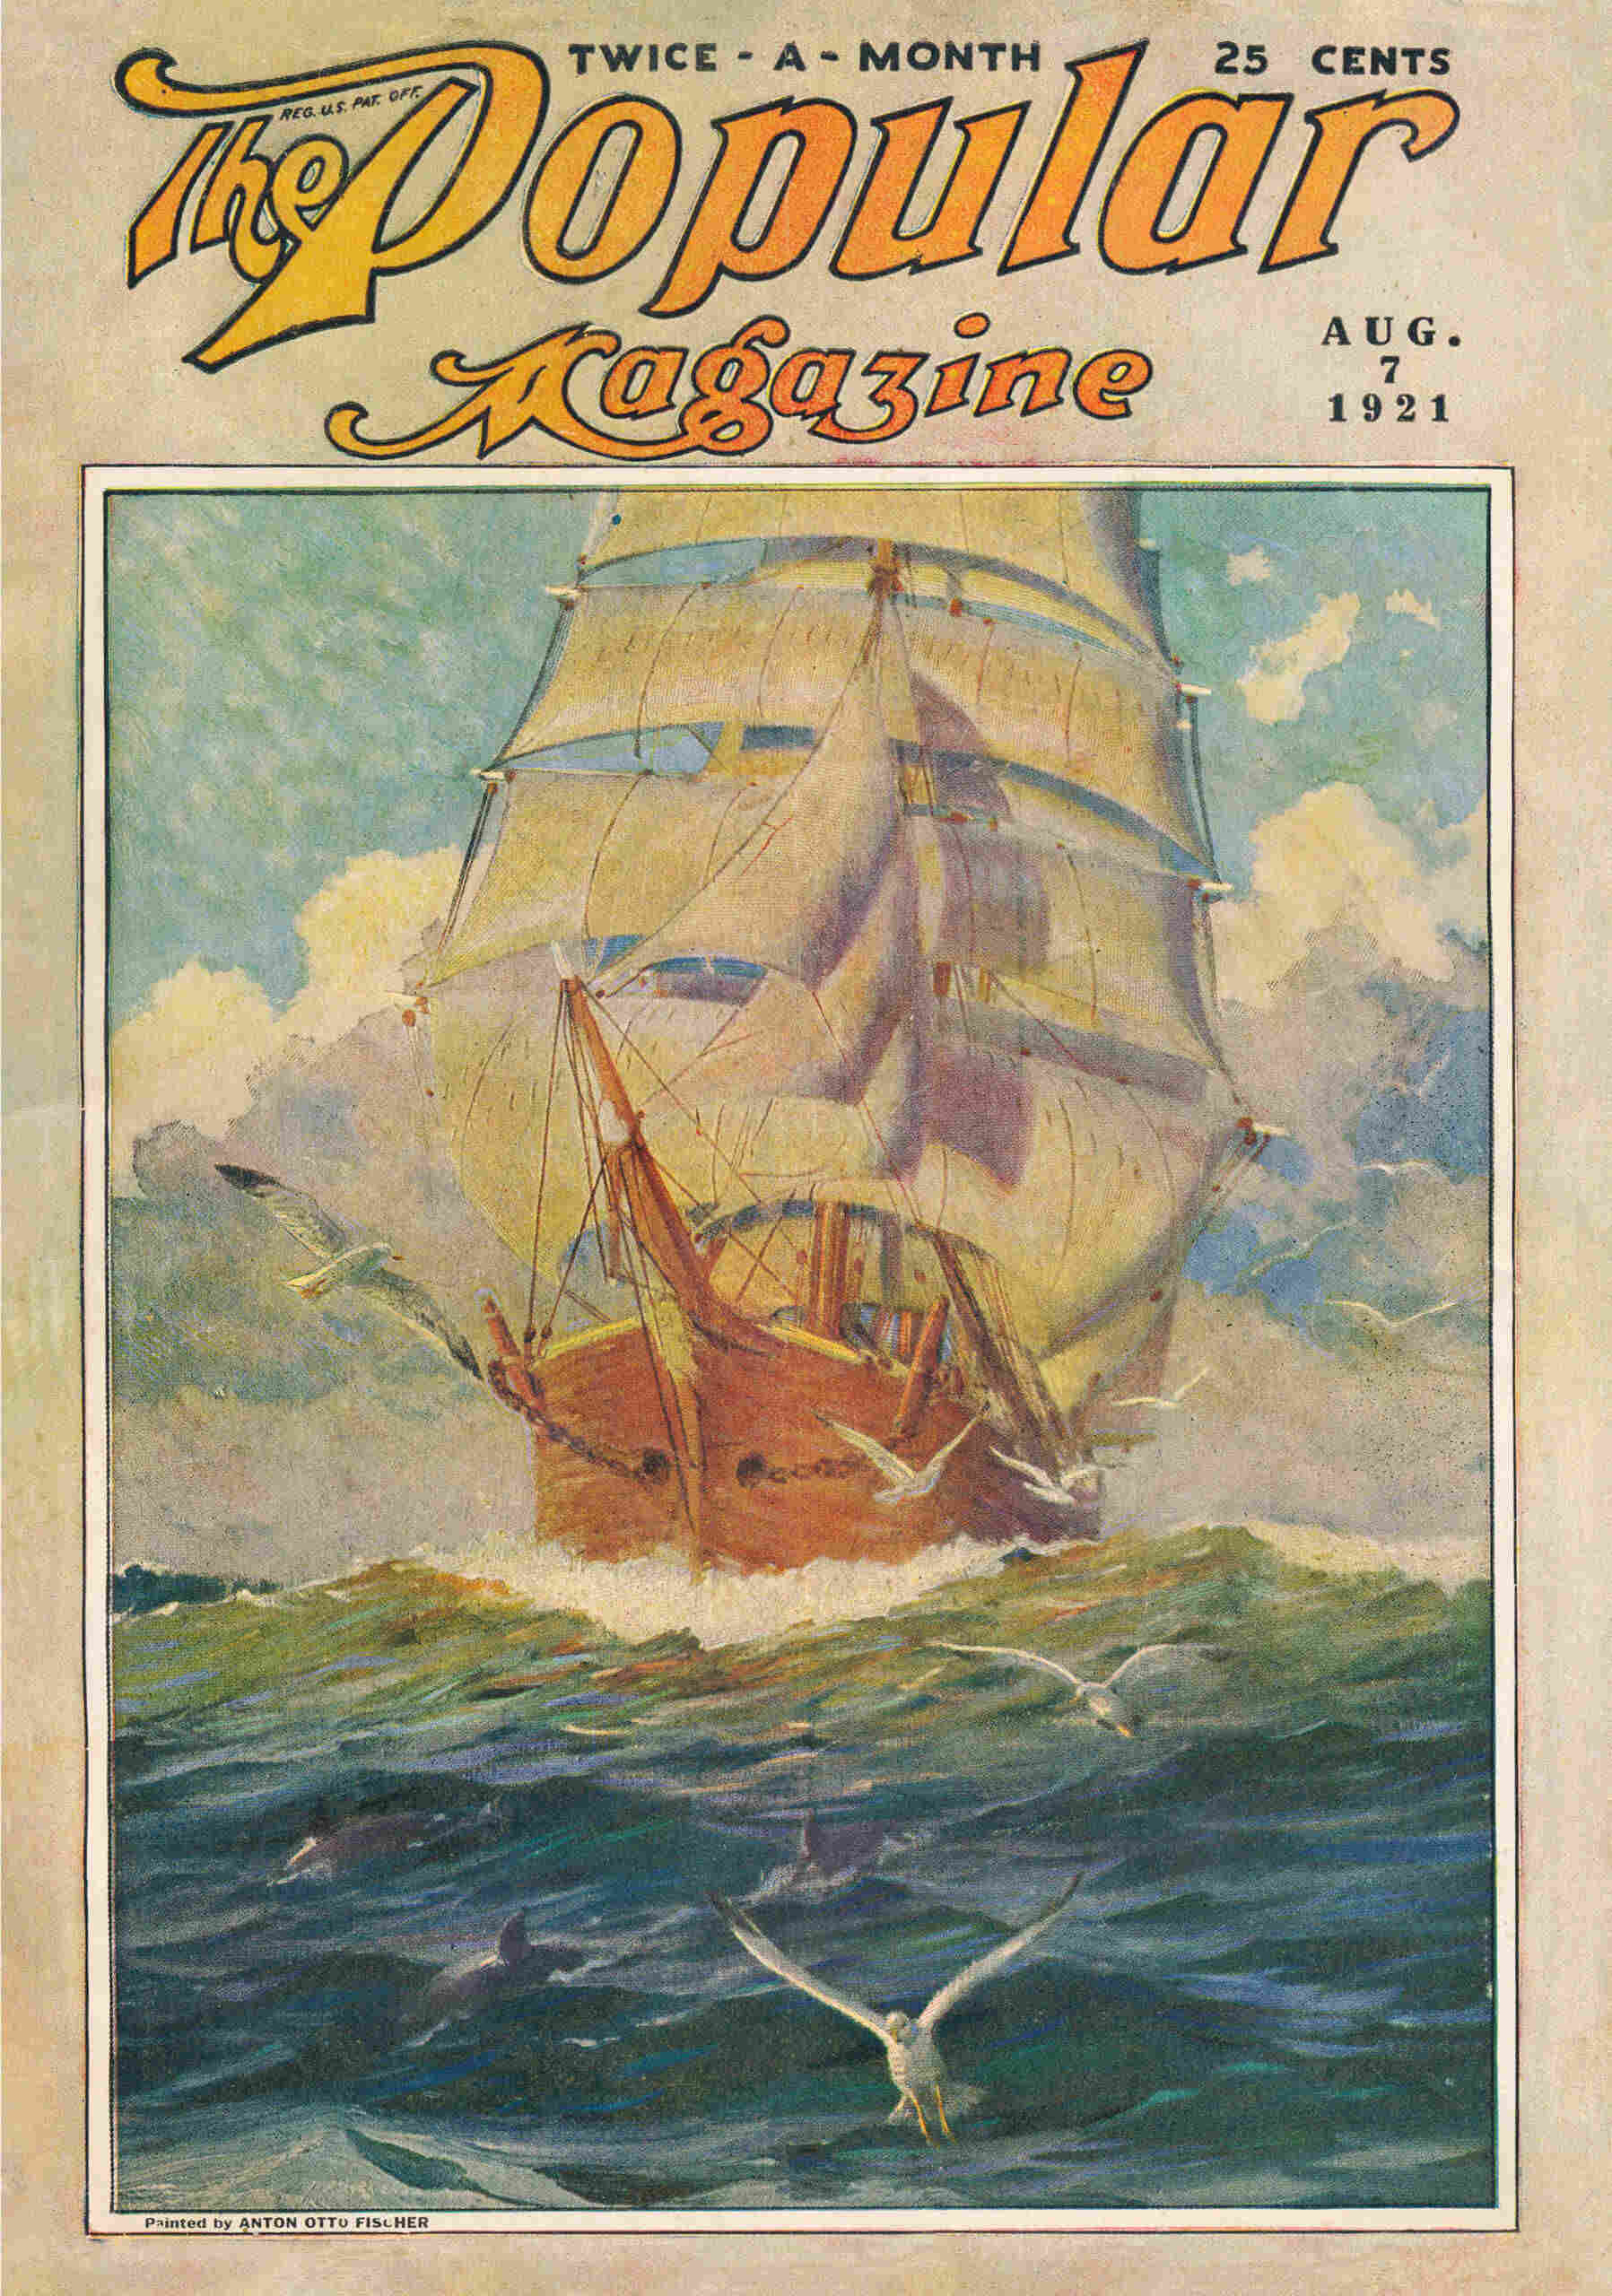 TWICE - A - MONTH 25 CENTS
REG. U.S. PAT. OFF.
The Popular
Magazine
AUG.
7
1921
Painted by ANTON OTTO FISCHER